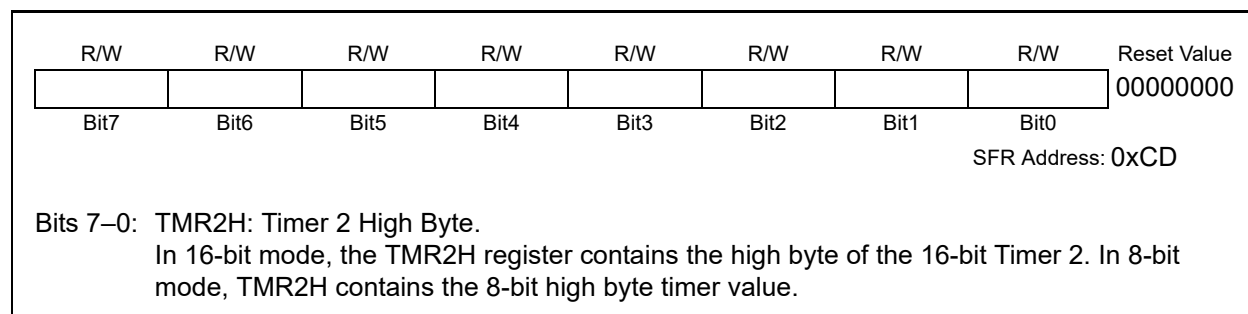 R/W R/W R/W R/W R/W R/W R/W R/W Reset Value
00000000
Bit7 Bit6 Bit5 Bit4 Bit3 Bit2 Bit1 Bit0
SFR Address: 0xCD
Bits 7–0: TMR2H: Timer 2 High Byte.
In 16-bit mode, the TMR2H register contains the high byte of the 16-bit Timer 2. In 8-bit
mode, TMR2H contains the 8-bit high byte timer value.